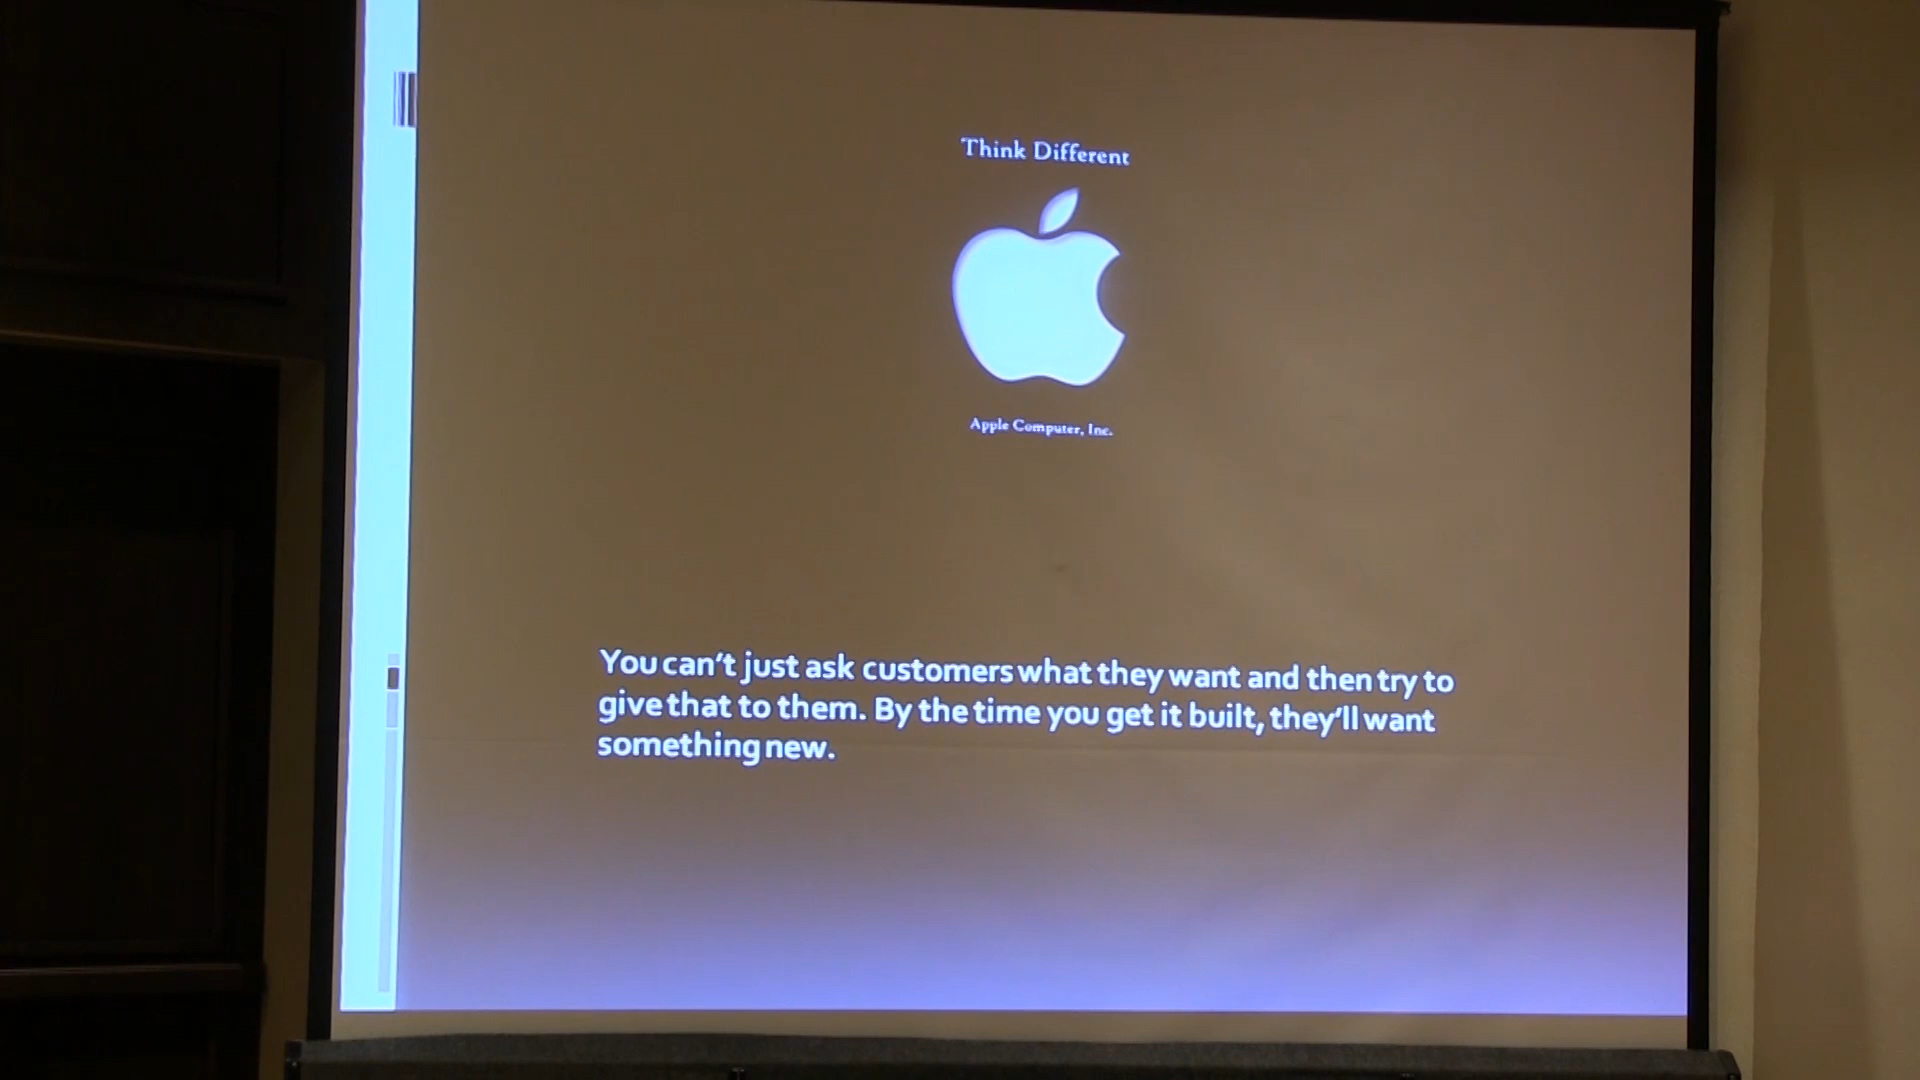 Think Different
Apple Computer, Inc.
You can't just ask customers what they want and then try to
give that to them. By the time you get it built, they'll want
something new.